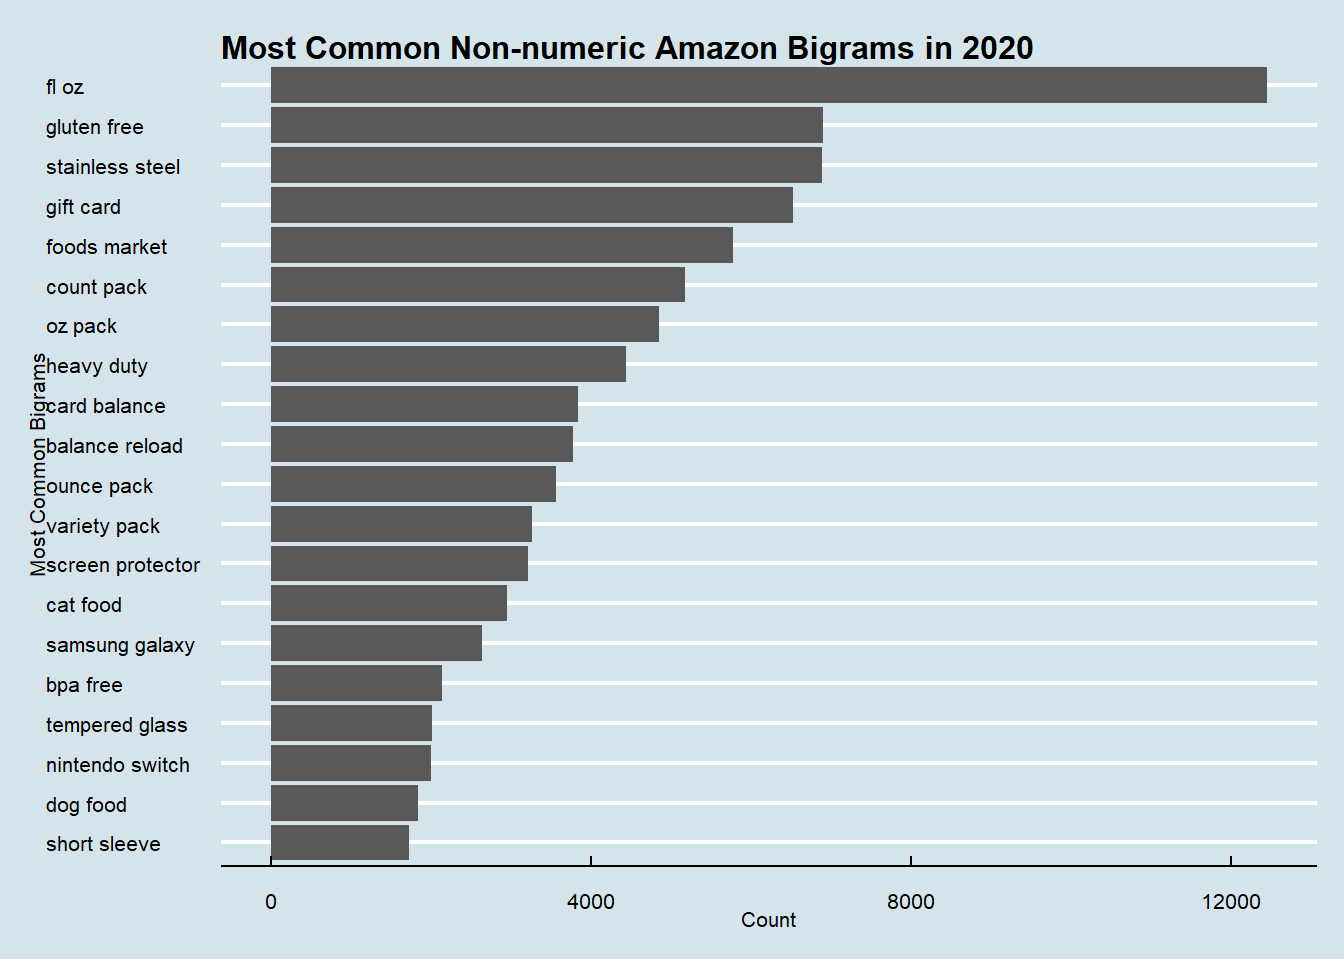 Most Common Non-numeric Amazon Bigrams in 2020
Most Common Bigrams
fl oz
gluten free
stainless steel
gift card
foods market
count pack
oz pack
heavy duty
card balance
balance reload
ounce pack
variety pack
screen protector
cat food
samsung galaxy
bpa free
tempered glass
nintendo switch
dog food
short sleeve
0 4000 8000 12000
Count